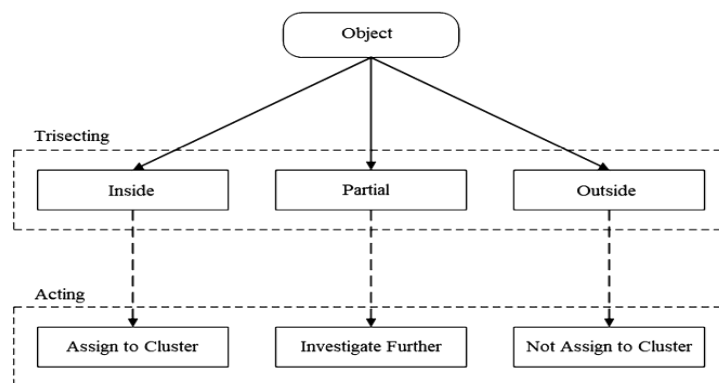 Object
Trisecting
Inside
Partial
Outside
Acting
Assign to Cluster
Investigate Further
Not Assign to Cluster